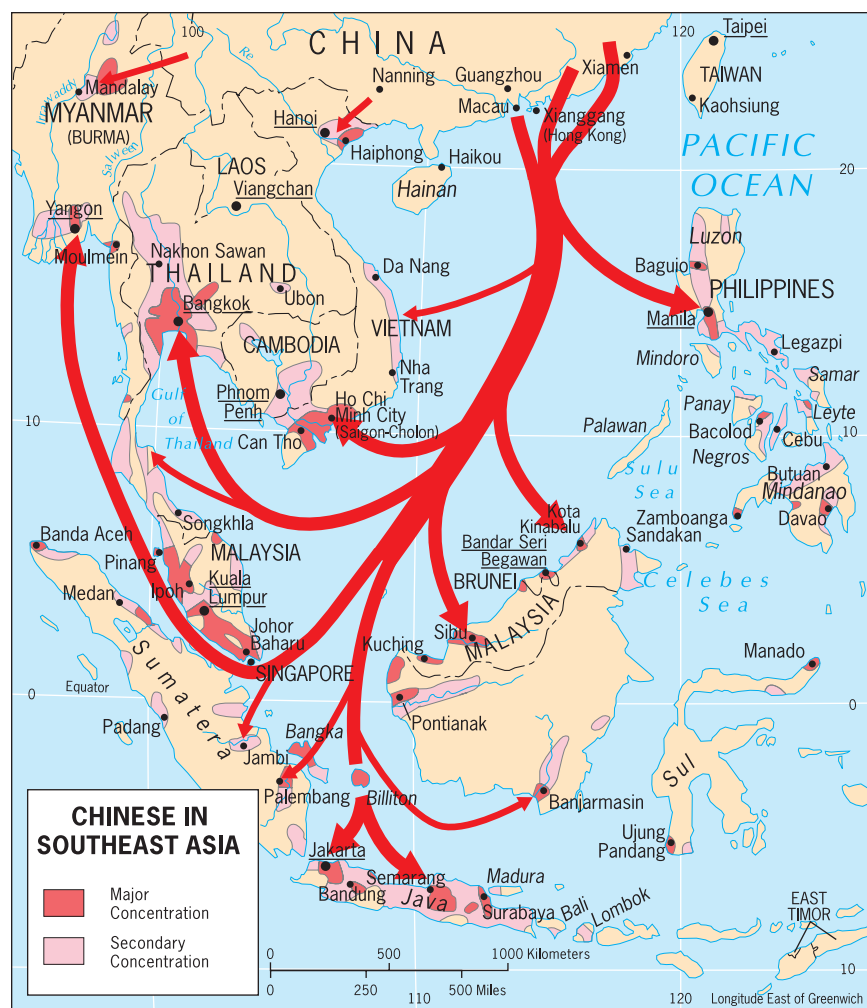 100
120
CHINA
Re
Taipei
TAIWAN
Kaohsiung
Xiamen
Guangzhou
Macau
Xianggang
(Hong Kong)
Nanning
Mandalay
Irrawaddy
MYANMAR
(BURMA)
Salween
Hanoi
Haiphong
Haikou
Hainan
LAOS
Viangchan
PACIFIC
OCEAN
20
Yangon
Moulmein
Nakhon Sawan
THAILAND
Bangkok
Ubon
Da Nang
VIETNAM
CAMBODIA
Nha
Trang
Phnom
Penh
Ho Chi
Minh City
(Saigon-Cholon)
Can Tho
Gulf
of
Thailand
Luzon
Baguio
PHILIPPINES
Manila
Mindoro
Legazpi
Samar
Panay
Leyte
Bacolod
Cebu
Negros
Palawan
10
10
Sulu
Sea
Butuan
Mindanao
Zamboanga
Davao
Songkhla
Banda Aceh
Pinang
MALAYSIA
Ipoh
Kuala
Lumpur
Medan
Johor
Baharu
SINGAPORE
Sumatera
Kota
Kinabalu
Sandakan
Bandar Seri
Begawan
BRUNEI
MALAYSIA
Sibu
Kuching
Celebes
Sea
Manado
0
Equator
0
Padang
Jambi
Bangka
Palembang
Billiton
Pontianak
Banjarmasin
Sul
Ujung
Pandang
Jakarta
Bandung
Semarang
Java
Madura
Surabaya
Bali
Lombok
EAST
TIMOR
CHINESE IN
SOUTHEAST ASIA
Major
Concentration
Secondary
Concentration
0 500 1000 Kilometers
0 250 500 Miles
110
120
10
Longitude East of Greenwich